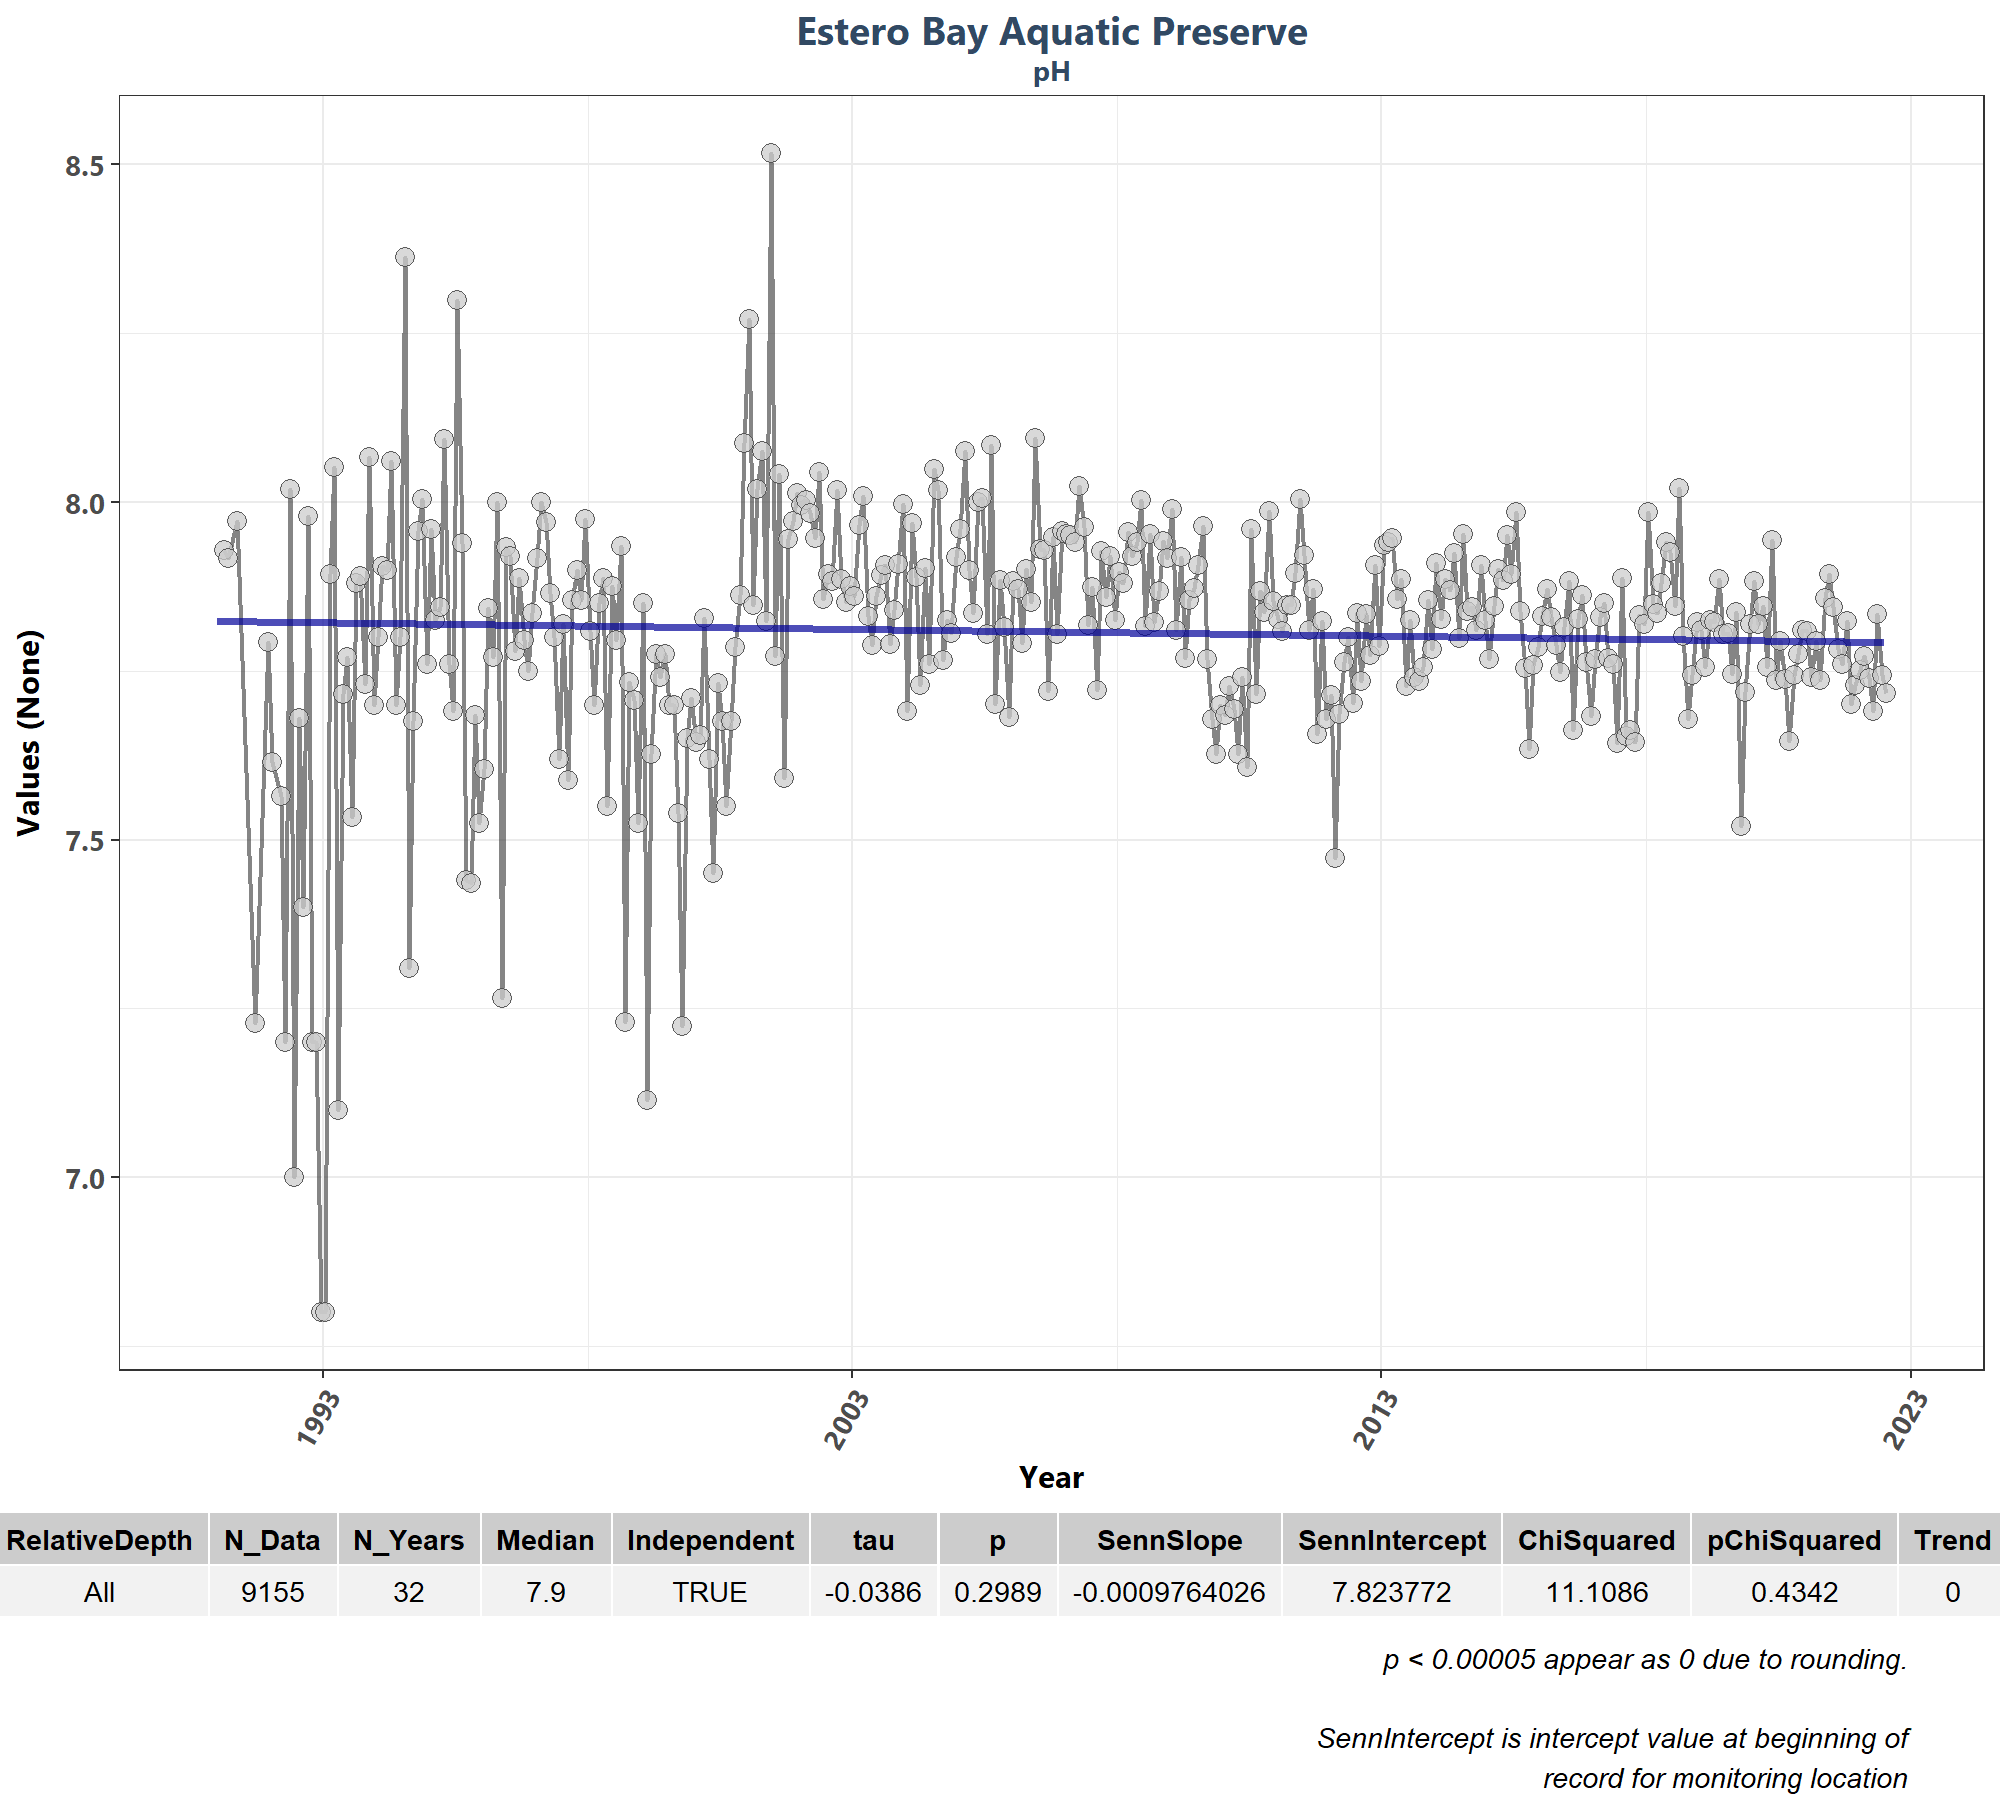 Estero Bay Aquatic Preserve
pH
Values (None)
8.5
8.0
7.5
7.0
1993
2003
2013
2023
Year
RelativeDepth N_Data N_Years Median Independent tau p SennSlope SennIntercept ChiSquared pChiSquared Trend
All 9155 32 7.9 TRUE -0.0386 0.2989 -0.0009764026 7.823772 11.1086 0.4342 0
p < 0.00005 appear as 0 due to rounding.
SennIntercept is intercept value at beginning of
record for monitoring location